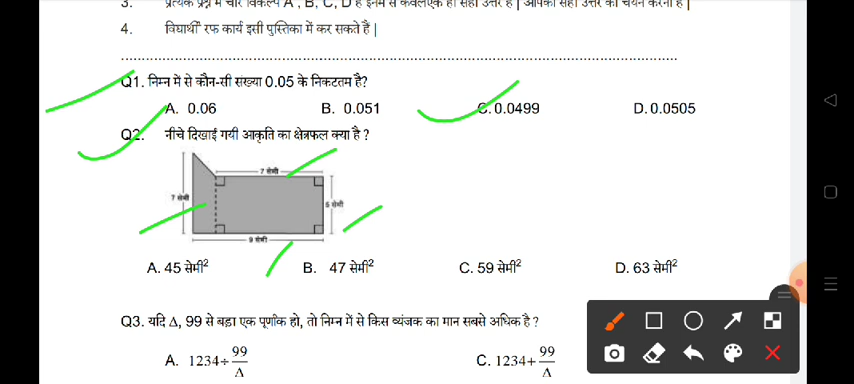 3. प्रत्येक प्रश्न में चार विकल्प A , B, C, D हैं इनमें से केवलएक ही सही उत्तर है | आपको सही उत्तर का चयन करना है |
4. विद्यार्थी रफ कार्य इसी पुस्तिका में कर सकते हैं |
Q1. निम्न में से कौन-सी संख्या 0.05 के निकटतम है?
A. 0.06 B. 0.051 C. 0.0499 D. 0.0505
Q2. नीचे दिखाई गयी आकृति का क्षेत्रफल क्या है ?
7 सेमी
7 सेमी 5 सेमी
9 सेमी
A. 45 सेमी² B. 47 सेमी² C. 59 सेमी² D. 63 सेमी²
Q3. यदि Δ, 99 से बड़ा एक पूर्णांक हो, तो निम्न में से किस व्यंजक का मान सबसे अधिक है ?
A. 1234÷99/Δ C. 1234+99/Δ